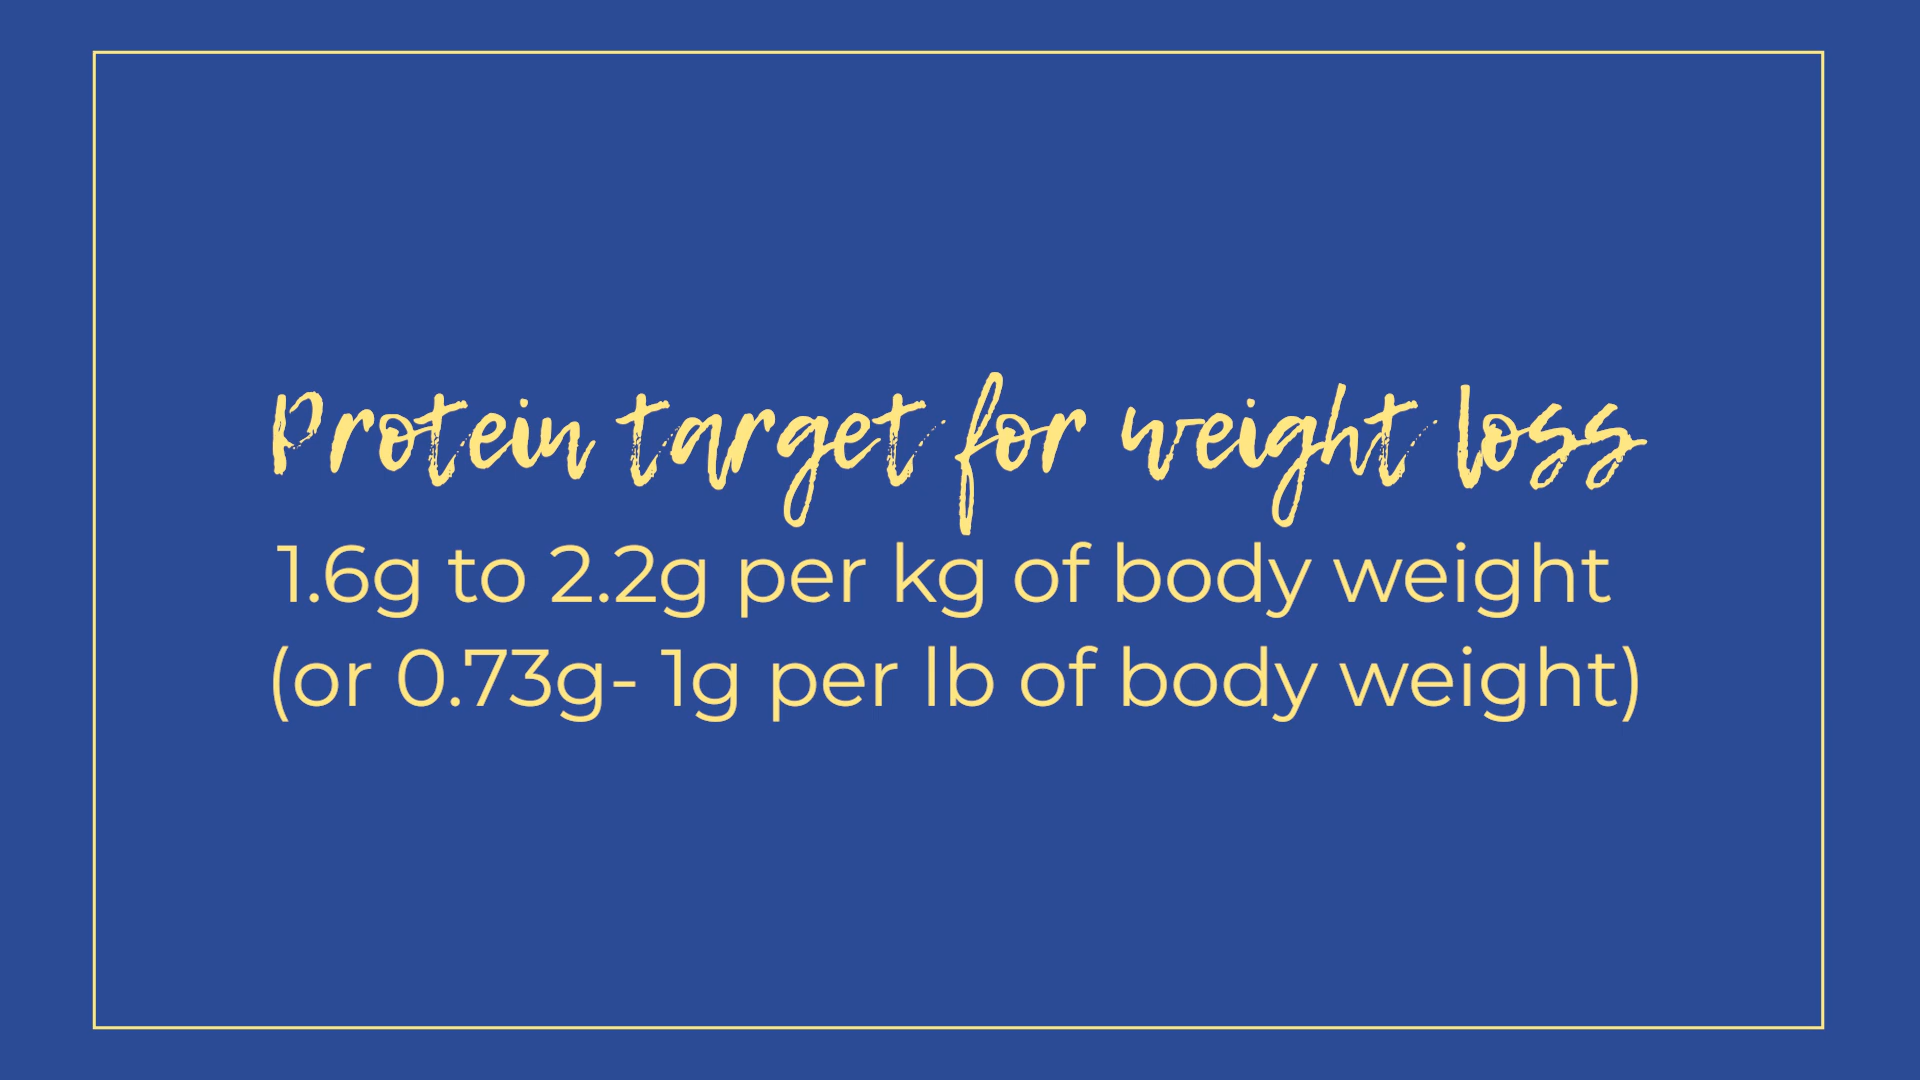 Protein target for weight loss
1.6g to 2.2g per kg of body weight
(or 0.73g- 1g per lb of body weight)